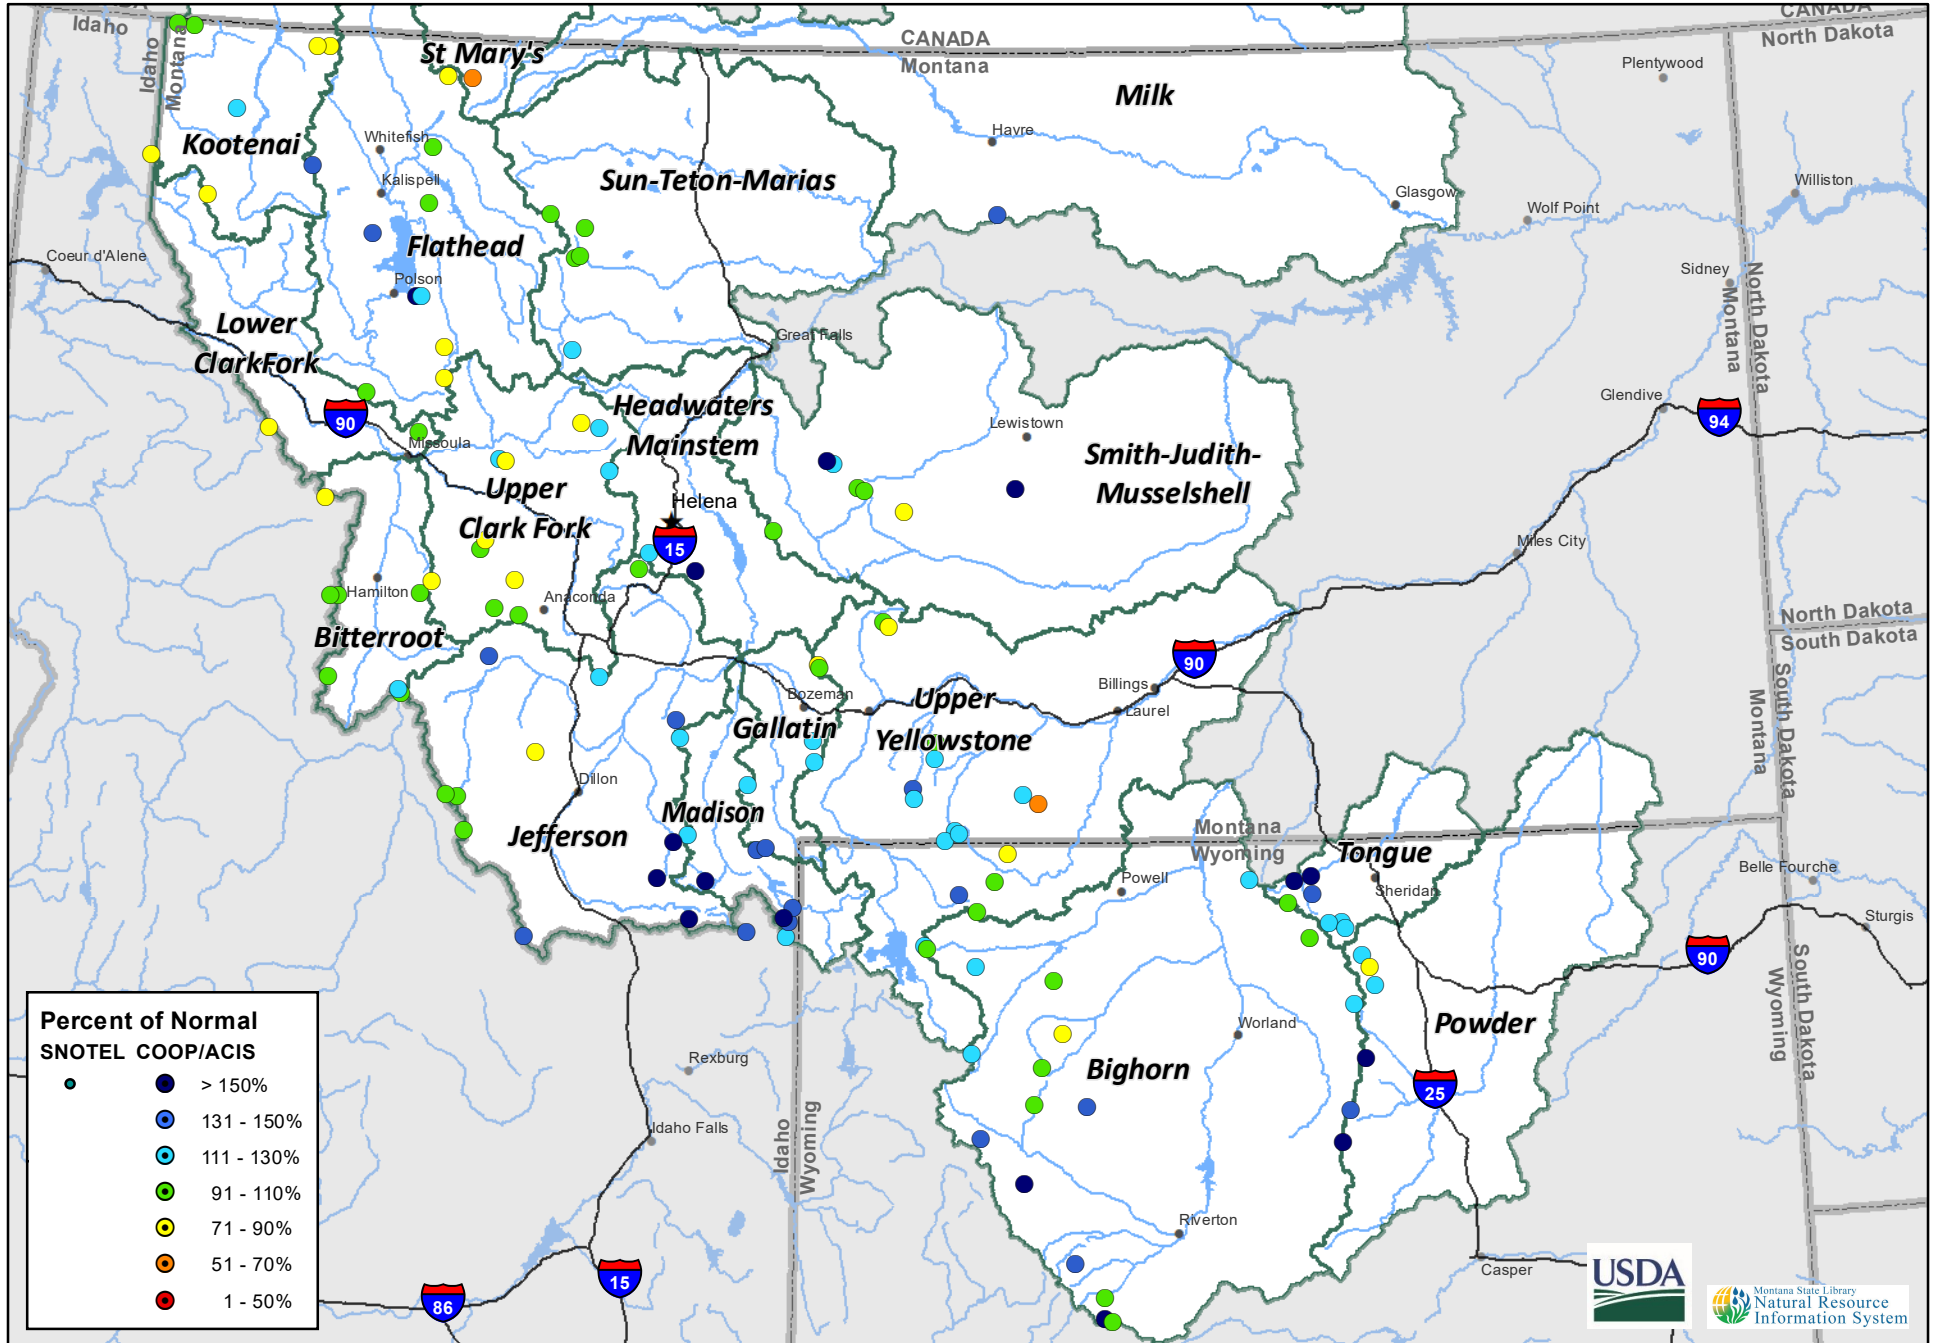 CANADA
Idaho
Idaho
Montana
St Mary's
CANADA
Montana
CANADA
North Dakota
Plentywood
Milk
Havre
Kootenai
Whitefish
Kalispell
Sun-Teton-Marias
Glasgow
Wolf Point
Williston
Coeur d'Alene
Flathead
Polson
Sidney
Montana
North Dakota
Lower
ClarkFork
Great Falls
Glendive
94
90
Missoula
Headwaters
Mainstem
Lewistown
Smith-Judith-
Musselshell
Upper
Clark Fork
Helena
15
Miles City
Hamilton
Anaconda
Bitterroot
North Dakota
South Dakota
90
Bozeman
Billings
Laurel
Gallatin
Upper
Yellowstone
Montana
South Dakota
Dillon
Madison
Jefferson
Montana
Wyoming
Tongue
Powell
Sheridan
Belle Fourche
Sturgis
90
Wyoming
South Dakota
Percent of Normal
SNOTEL COOP/ACIS
> 150%
131 - 150%
111 - 130%
91 - 110%
71 - 90%
51 - 70%
1 - 50%
Worland
Powder
Rexburg
Bighorn
25
Idaho Falls
Idaho
Wyoming
Riverton
Casper
15
86
USDA
Montana State Library
Natural Resource
Information System